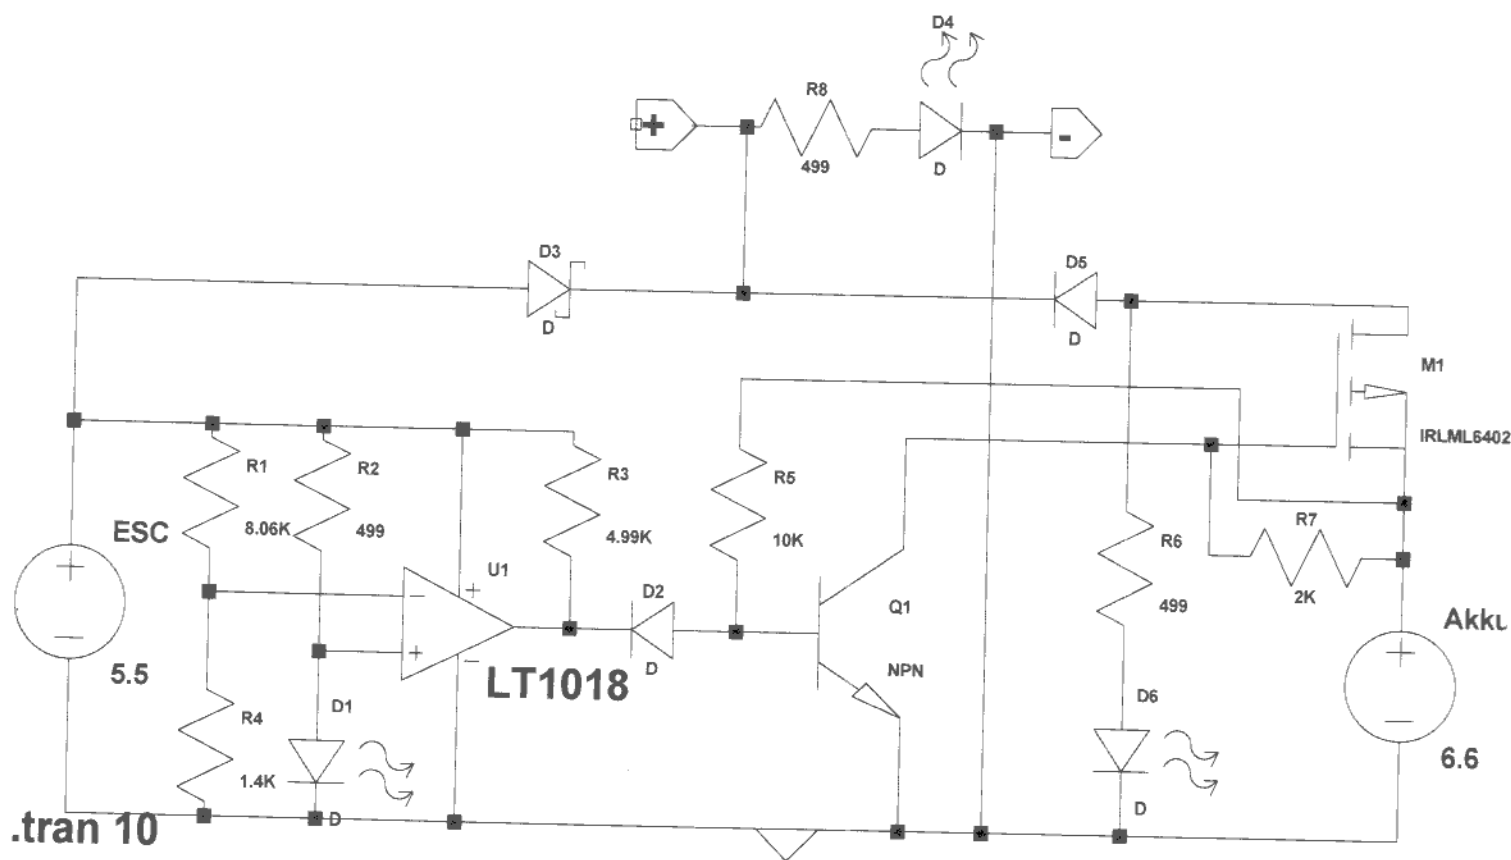 D4
R8
+
-
499
D
D3
D5
D
D
M1
IRLML6402
R1
R2
R3
R5
ESC
8.06K
499
4.99K
10K
R7
R6
U1
2K
499
D2
Q1
+
-
+
-
-
+
+
-
5.5
D
LT1018
NPN
6.6
R4
D1
D6
1.4K
D
D
.tran 10